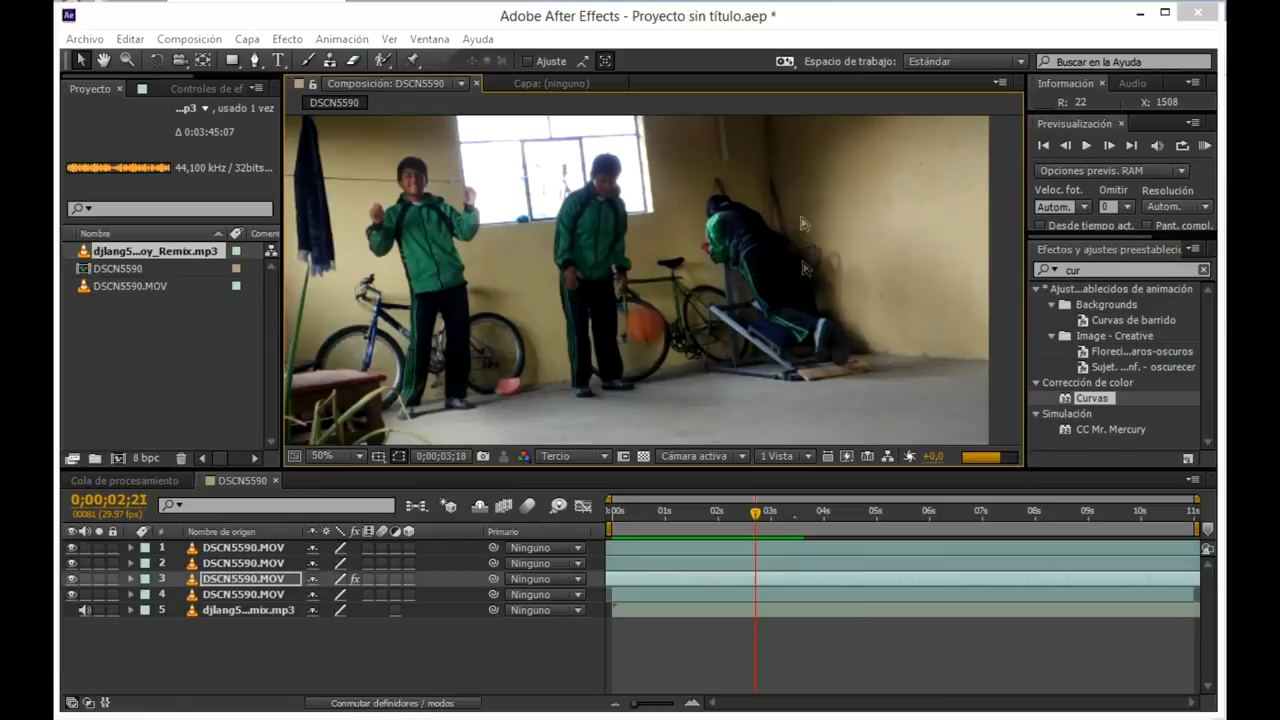 Ae
Adobe After Effects - Proyecto sin título.aep *
Archivo Editar Composición Capa Efecto Animación Ver Ventana Ayuda
Ajuste Espacio de trabajo: Estándar Buscar en la Ayuda
Proyecto Controles de ef Composición: DSCN5590 Capa: (ninguno) Información Audio
...p3 , usado 1 vez DSCN5590 R: 22 X: 1508
Δ 0:03:45:07 Previsualización
44,100 kHz / 32bits...
Opciones previs. RAM
Veloc. fot. Omitir Resolución
Autom. 0 Autom.
Desde tiempo act. Pant. compl.
Nombre Comentar
djlang5...oy_Remix.mp3 Efectos y ajustes preestableci
DSCN5590 cur
DSCN5590.MOV * Ajust...ablecidos de animación
Backgrounds
Curvas de barrido
Image - Creative
Floreci...aros-oscuros
Sujet...nf. - oscurecer
Corrección de color
Curvas
Simulación
CC Mr. Mercury
8 bpc 50% 0;00;03;18 Tercio Cámara activa 1 Vista +0,0
Cola de procesamiento DSCN5590
0;00;02;21
00081 (29.97 fps)
:00s 01s 02s 03s 04s 05s 06s 07s 08s 09s 10s 11s
# Nombre de origen fx Primario
1 DSCN5590.MOV Ninguno
2 DSCN5590.MOV Ninguno
3 DSCN5590.MOV fx Ninguno
4 DSCN5590.MOV Ninguno
5 djlang5...mix.mp3 Ninguno
Conmutar definidores / modos